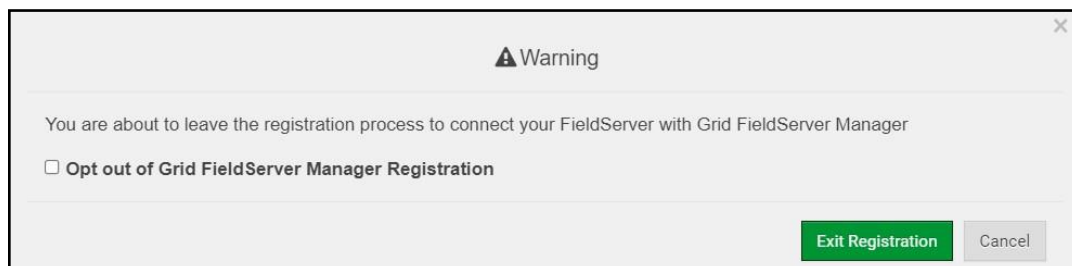 Warning
You are about to leave the registration process to connect your FieldServer with Grid FieldServer Manager
Opt out of Grid FieldServer Manager Registration
Exit Registration Cancel